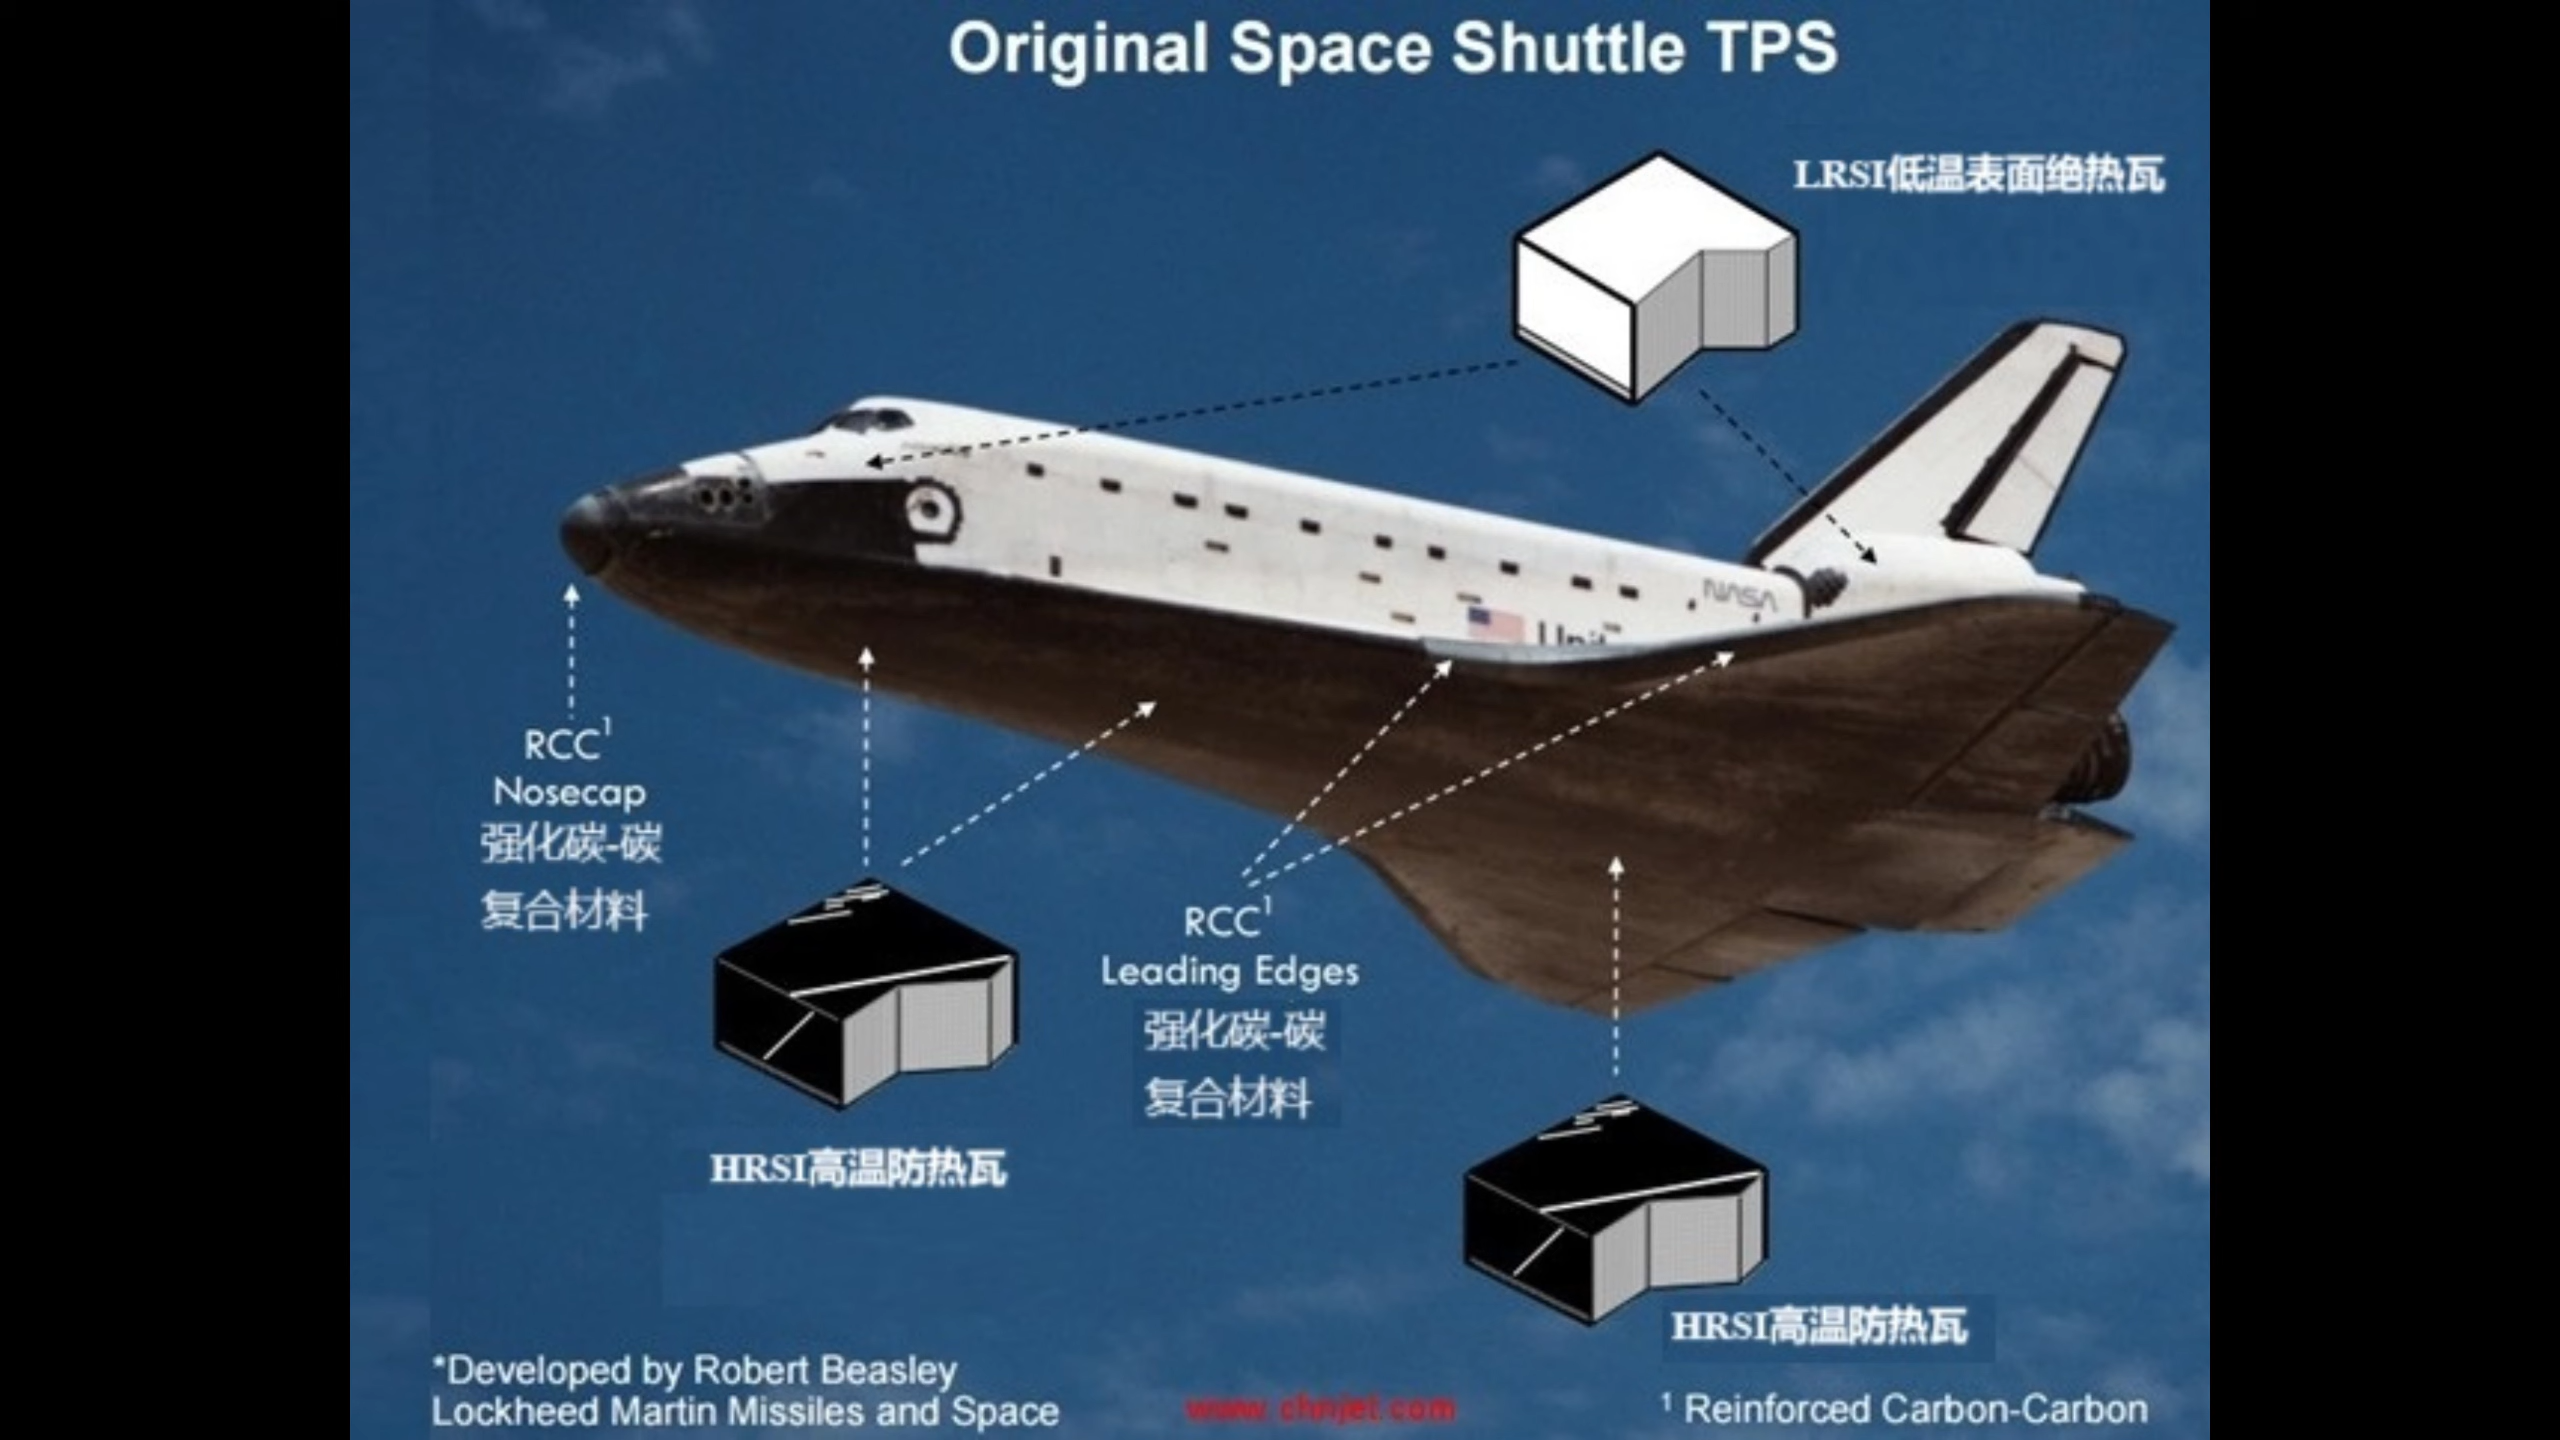 Original Space Shuttle TPS
LRSI低温表面绝热瓦
NASA
RCC¹
Nosecap
强化碳-碳
复合材料
RCC¹
Leading Edges
强化碳-碳
复合材料
HRSI高温防热瓦
HRSI高温防热瓦
*Developed by Robert Beasley
Lockheed Martin Missiles and Space
www.chnjet.com
¹ Reinforced Carbon-Carbon